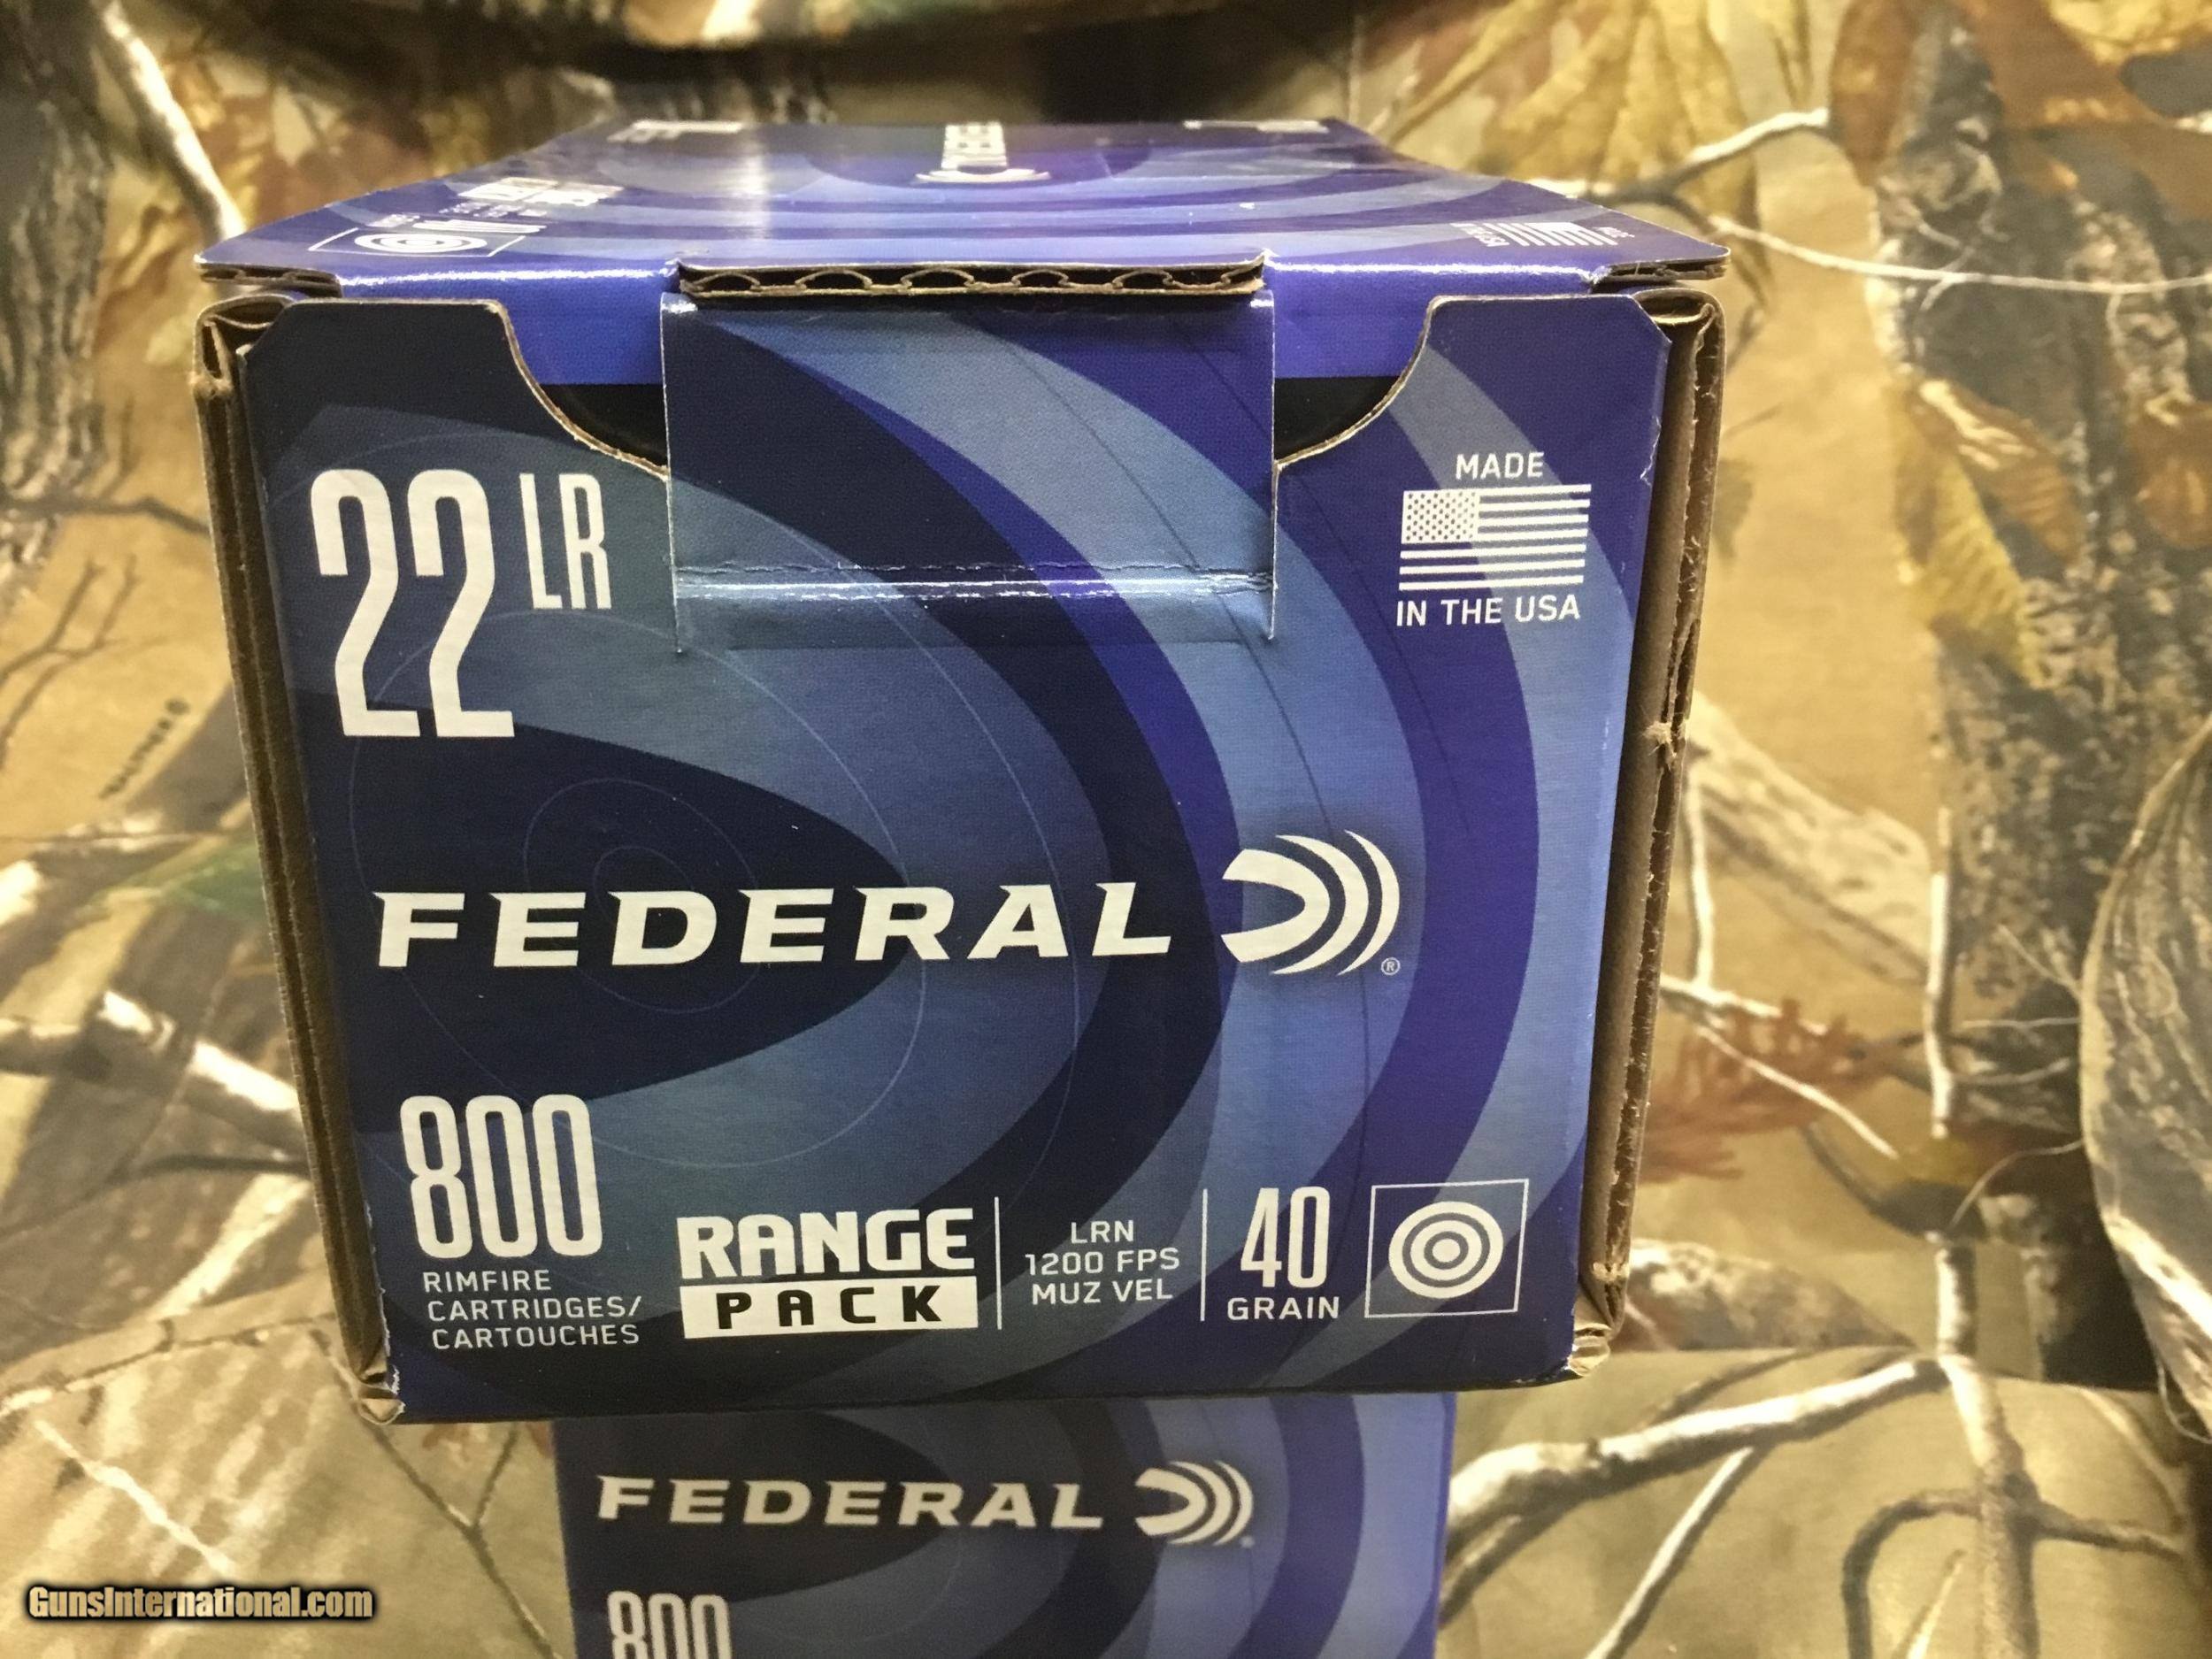 22 LR
MADE
IN THE USA
FEDERAL
®
800
RIMFIRE
CARTRIDGES/
CARTOUCHES
RANGE
PACK
LRN
1200 FPS
MUZ VEL
40
GRAIN
FEDERAL
800
GunsInternational.com